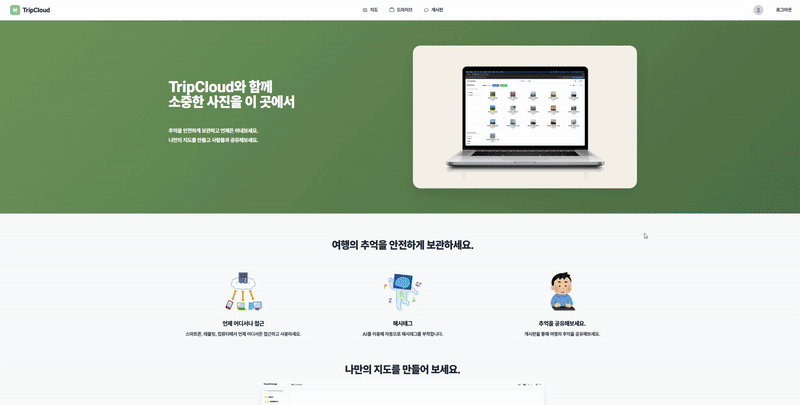 TripCloud
지도
드라이브
게시판
로그아웃
TripCloud와 함께
소중한 사진을 이 곳에서
추억을 안전하게 보관하고 언제든 꺼내보세요.
나만의 지도를 만들고 사람들과 공유해보세요.
여행의 추억을 안전하게 보관하세요.
언제 어디서나 접근
스마트폰, 태블릿, 컴퓨터에서 언제 어디서든 접근하고 사용하세요.
해시태그
AI를 이용해 자동으로 해시태그를 부착합니다.
추억을 공유해보세요.
게시판을 통해 여행의 추억을 공유해보세요.
나만의 지도를 만들어 보세요.